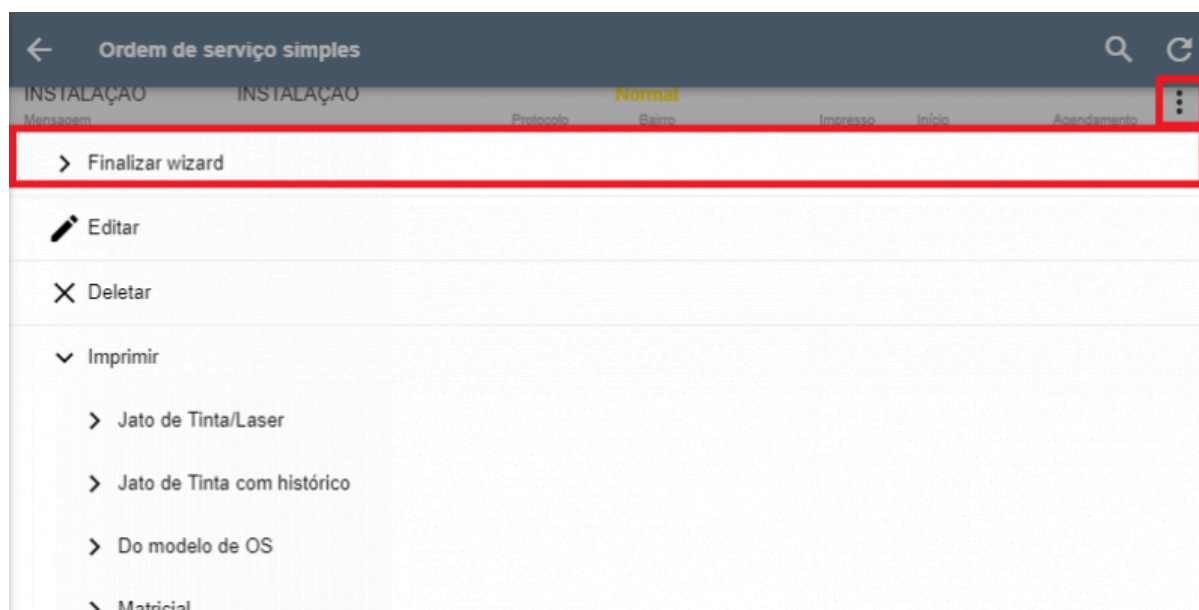 Ordem de serviço simples
INSTALAÇÃO INSTALAÇÃO Normal
Mensagem Protocolo Bairro Impresso Início Agendamento
Finalizar wizard
Editar
Deletar
Imprimir
Jato de Tinta/Laser
Jato de Tinta com histórico
Do modelo de OS
Matricial